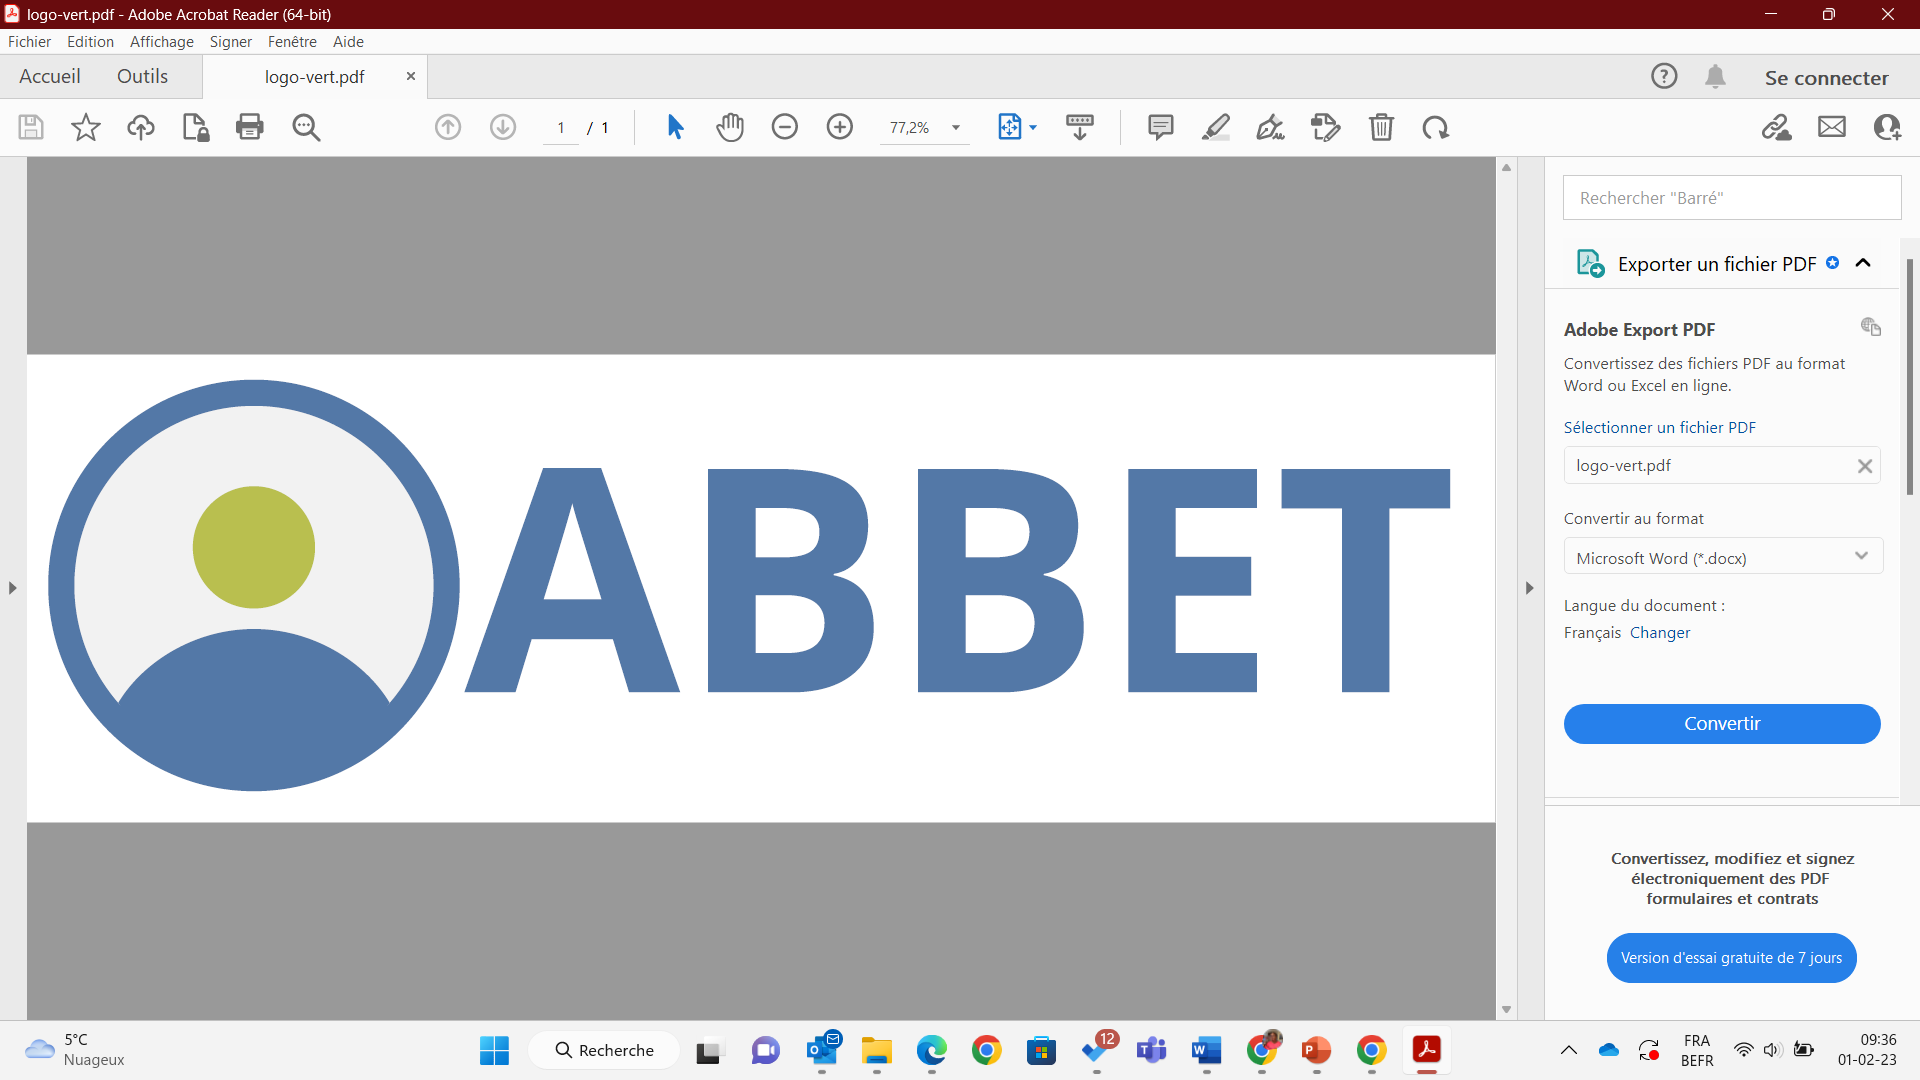 logo-vert.pdf - Adobe Acrobat Reader (64-bit)
Fichier Edition Affichage Signer Fenêtre Aide
Accueil Outils logo-vert.pdf Se connecter
1 / 1 77,2%
Rechercher "Barré"
Exporter un fichier PDF
Adobe Export PDF
Convertissez des fichiers PDF au format
Word ou Excel en ligne.
Sélectionner un fichier PDF
logo-vert.pdf
Convertir au format
Microsoft Word (*.docx)
Langue du document :
Français Changer
Convertir
Convertissez, modifiez et signez
électroniquement des PDF
formulaires et contrats
Version d'essai gratuite de 7 jours
ABBET
5°C
Nuageux
Recherche
12
FRA
BEFR
09:36
01-02-23